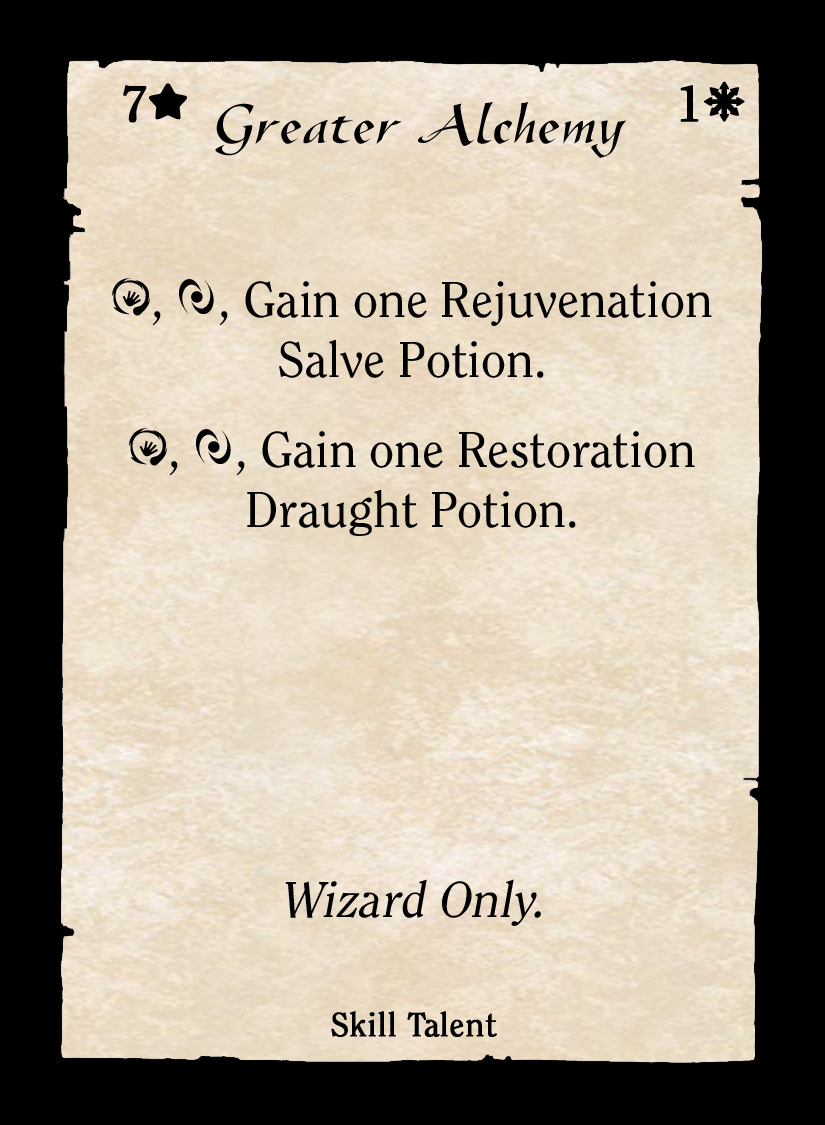 7★ Greater Alchemy 1
, , Gain one Rejuvenation
Salve Potion.
, , Gain one Restoration
Draught Potion.
Wizard Only.
Skill Talent